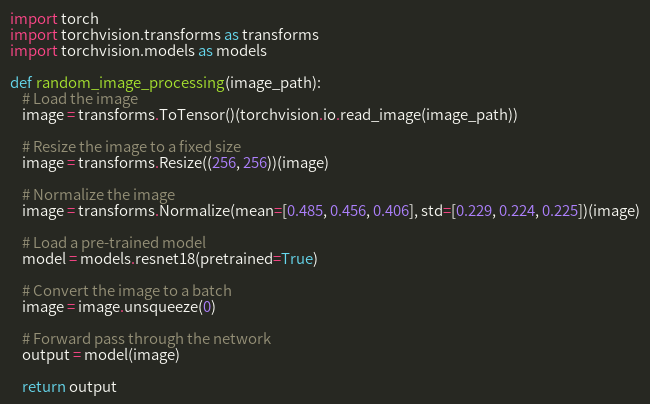 import torch
import torchvision.transforms as transforms
import torchvision.models as models
def random_image_processing(image_path):
# Load the image
image = transforms.ToTensor()(torchvision.io.read_image(image_path))
# Resize the image to a fixed size
image = transforms.Resize((256, 256))(image)
# Normalize the image
image = transforms.Normalize(mean=[0.485, 0.456, 0.406], std=[0.229, 0.224, 0.225])(image)
# Load a pre-trained model
model = models.resnet18(pretrained=True)
# Convert the image to a batch
image = image.unsqueeze(0)
# Forward pass through the network
output = model(image)
return output